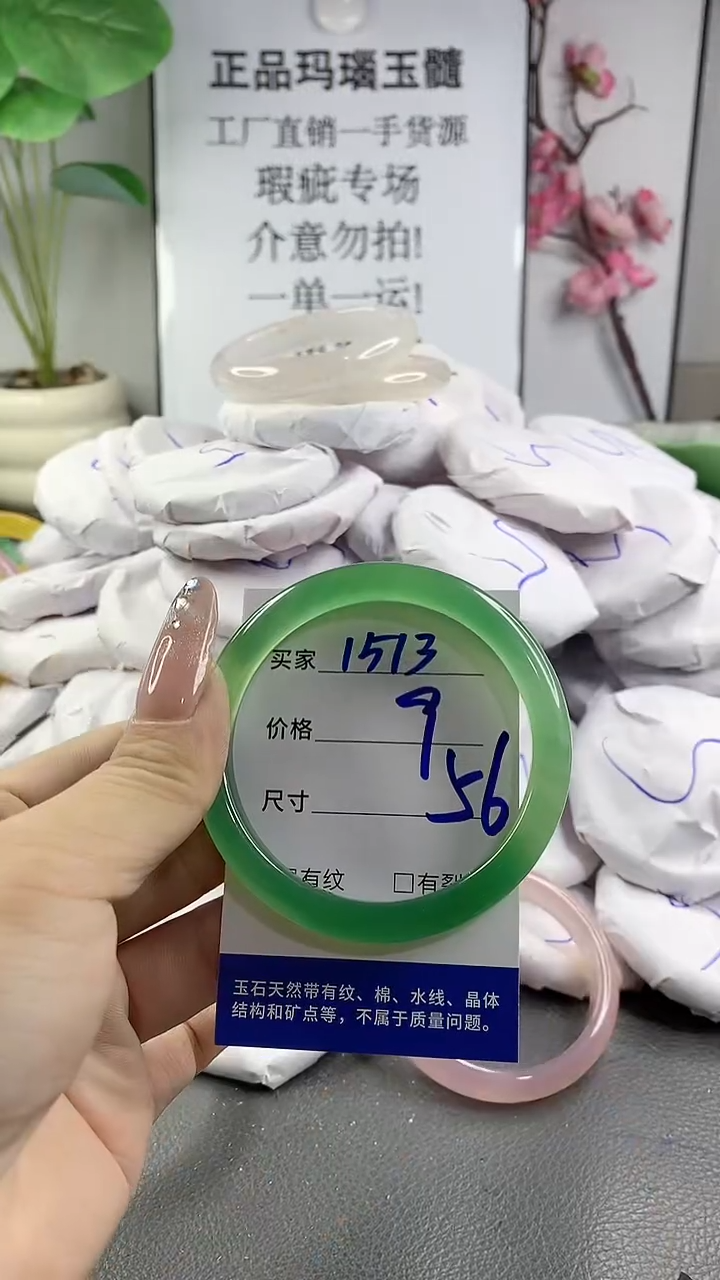 正品玛瑙玉髓
工厂直销一手货源
瑕疵专场
介意勿拍!
一单一运!
买家 1513
价格 9
尺寸 56
有纹 □有裂
玉石天然带有纹、棉、水线、晶体
结构和矿点等，不属于质量问题。